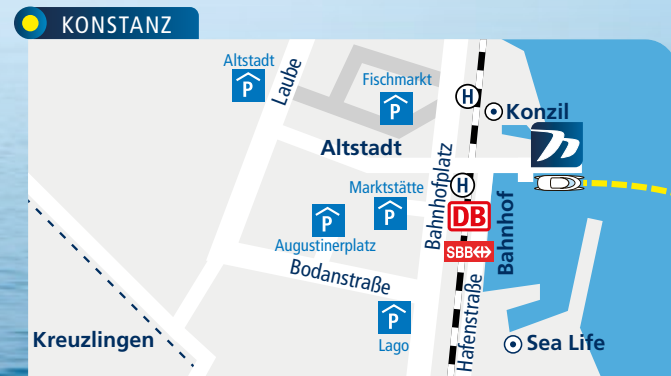 KONSTANZ
Altstadt
P
Laube
Fischmarkt
P
H
Konzil
Altstadt
Bahnhofplatz
H
Marktstätte
P
DB
Bahnhof
P
Augustinerplatz
SBB
Bodanstraße
Hafenstraße
P
Lago
Kreuzlingen
Sea Life